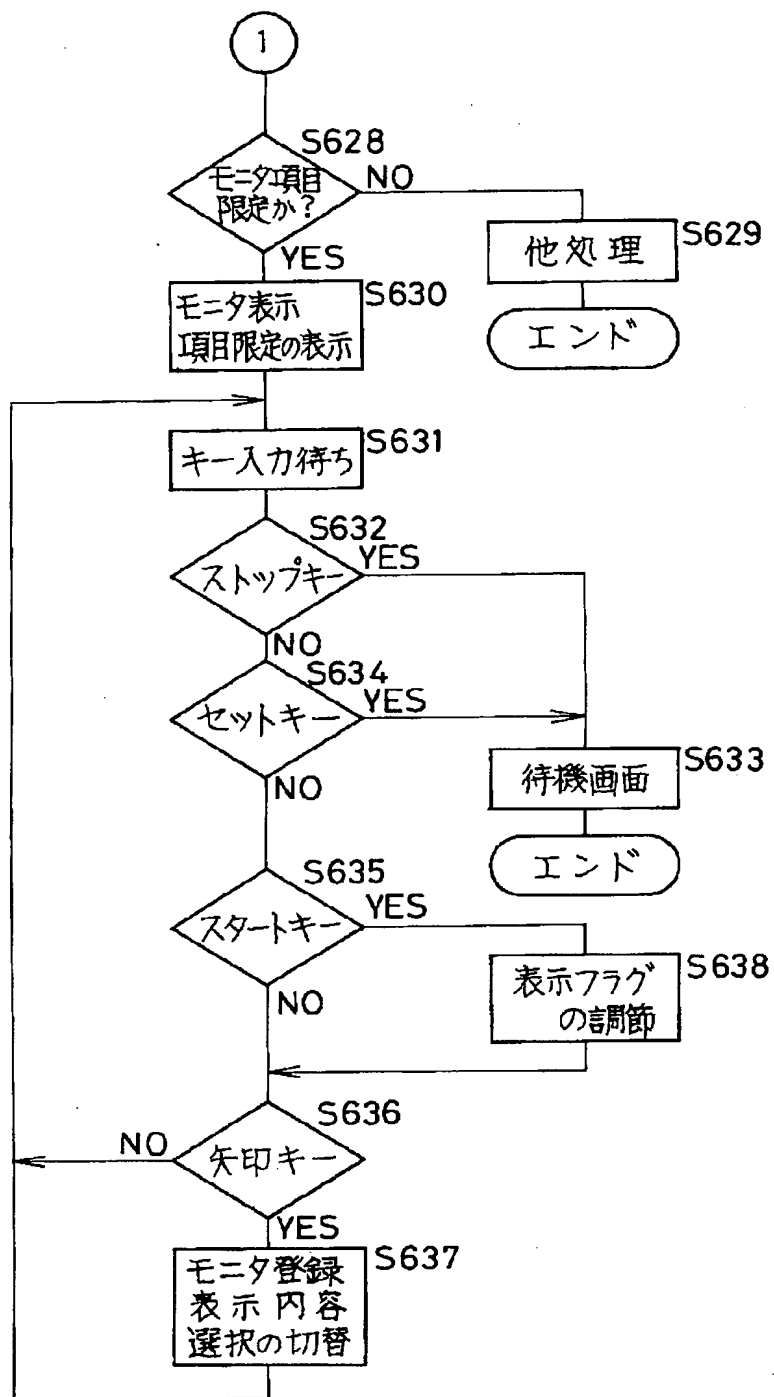 1
S628
モニタ項目
限定か?
NO
YES
他処理
S629
エンド
S630
モニタ表示
項目限定の表示
S631
キー入力待ち
S632
ストップキー
YES
NO
S634
セットキー
YES
NO
待機画面
S633
エンド
S635
スタートキー
YES
NO
表示フラグ
の調節
S638
S636
矢印キー
NO
YES
S637
モニタ登録
表示内容
選択の切替